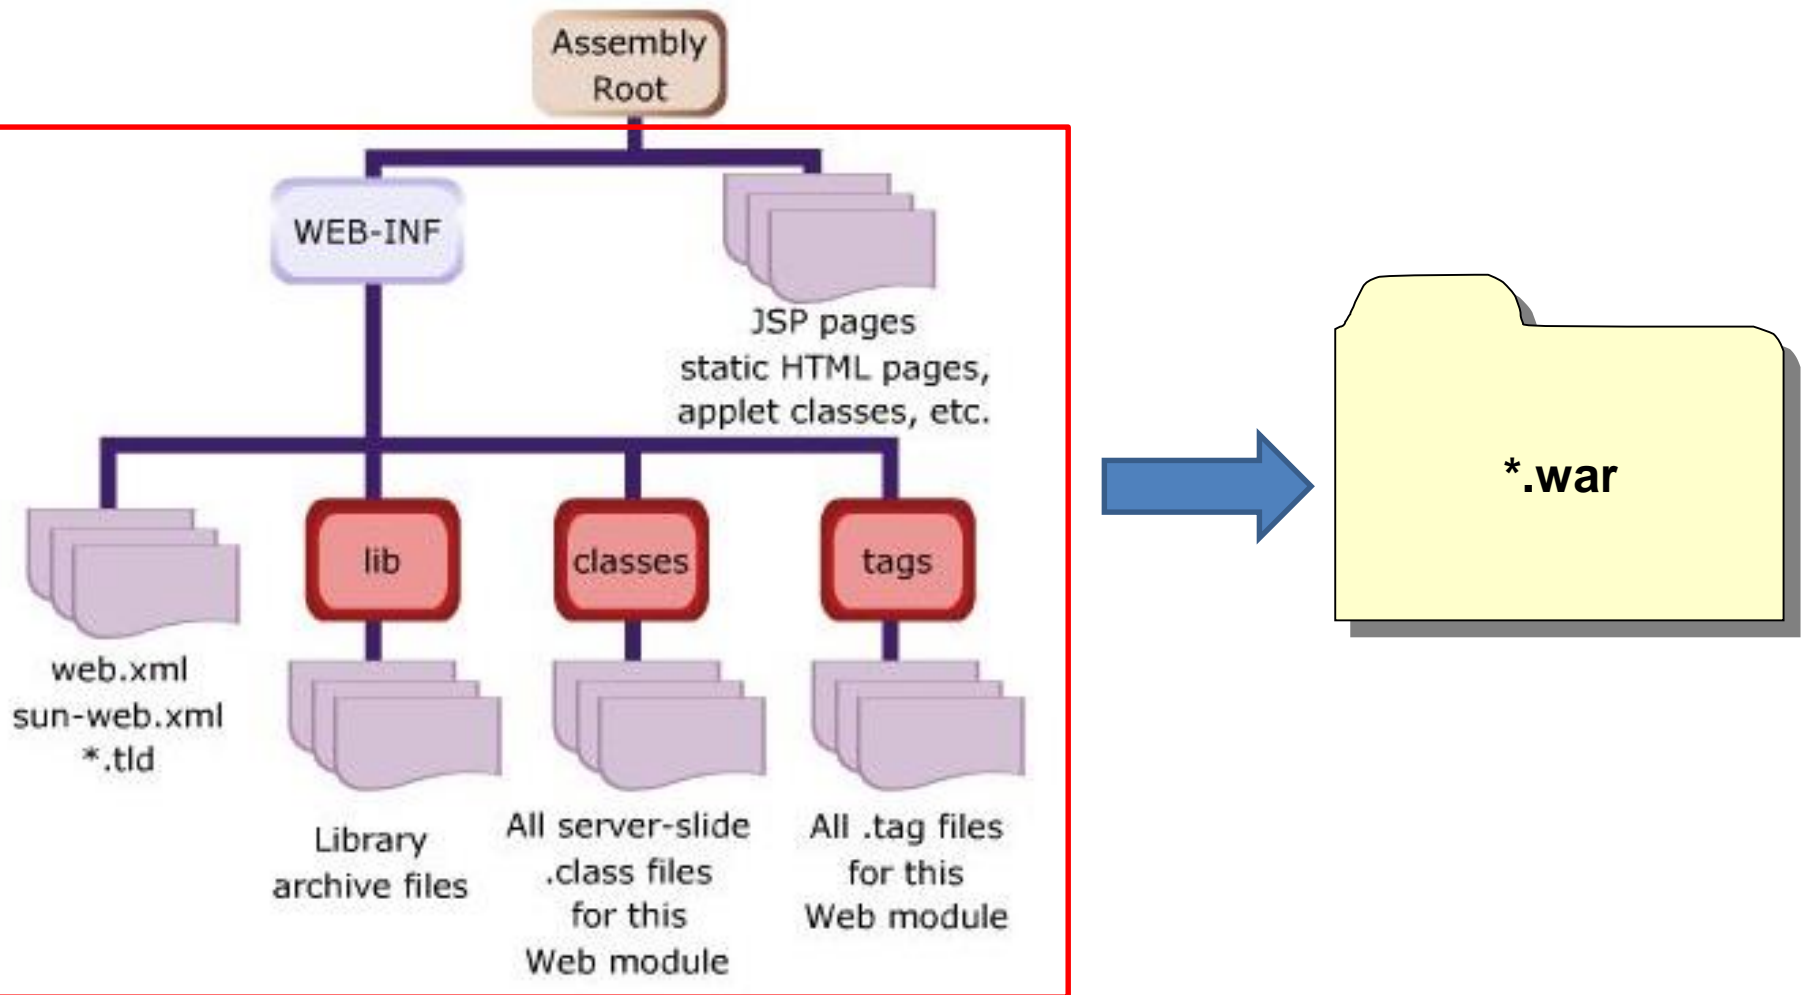 Assembly
Root
WEB-INF
JSP pages
static HTML pages,
applet classes, etc.
*.war
lib
classes
tags
web.xml
sun-web.xml
*.tld
Library
archive files
All server-slide
.class files
for this
Web module
All .tag files
for this
Web module